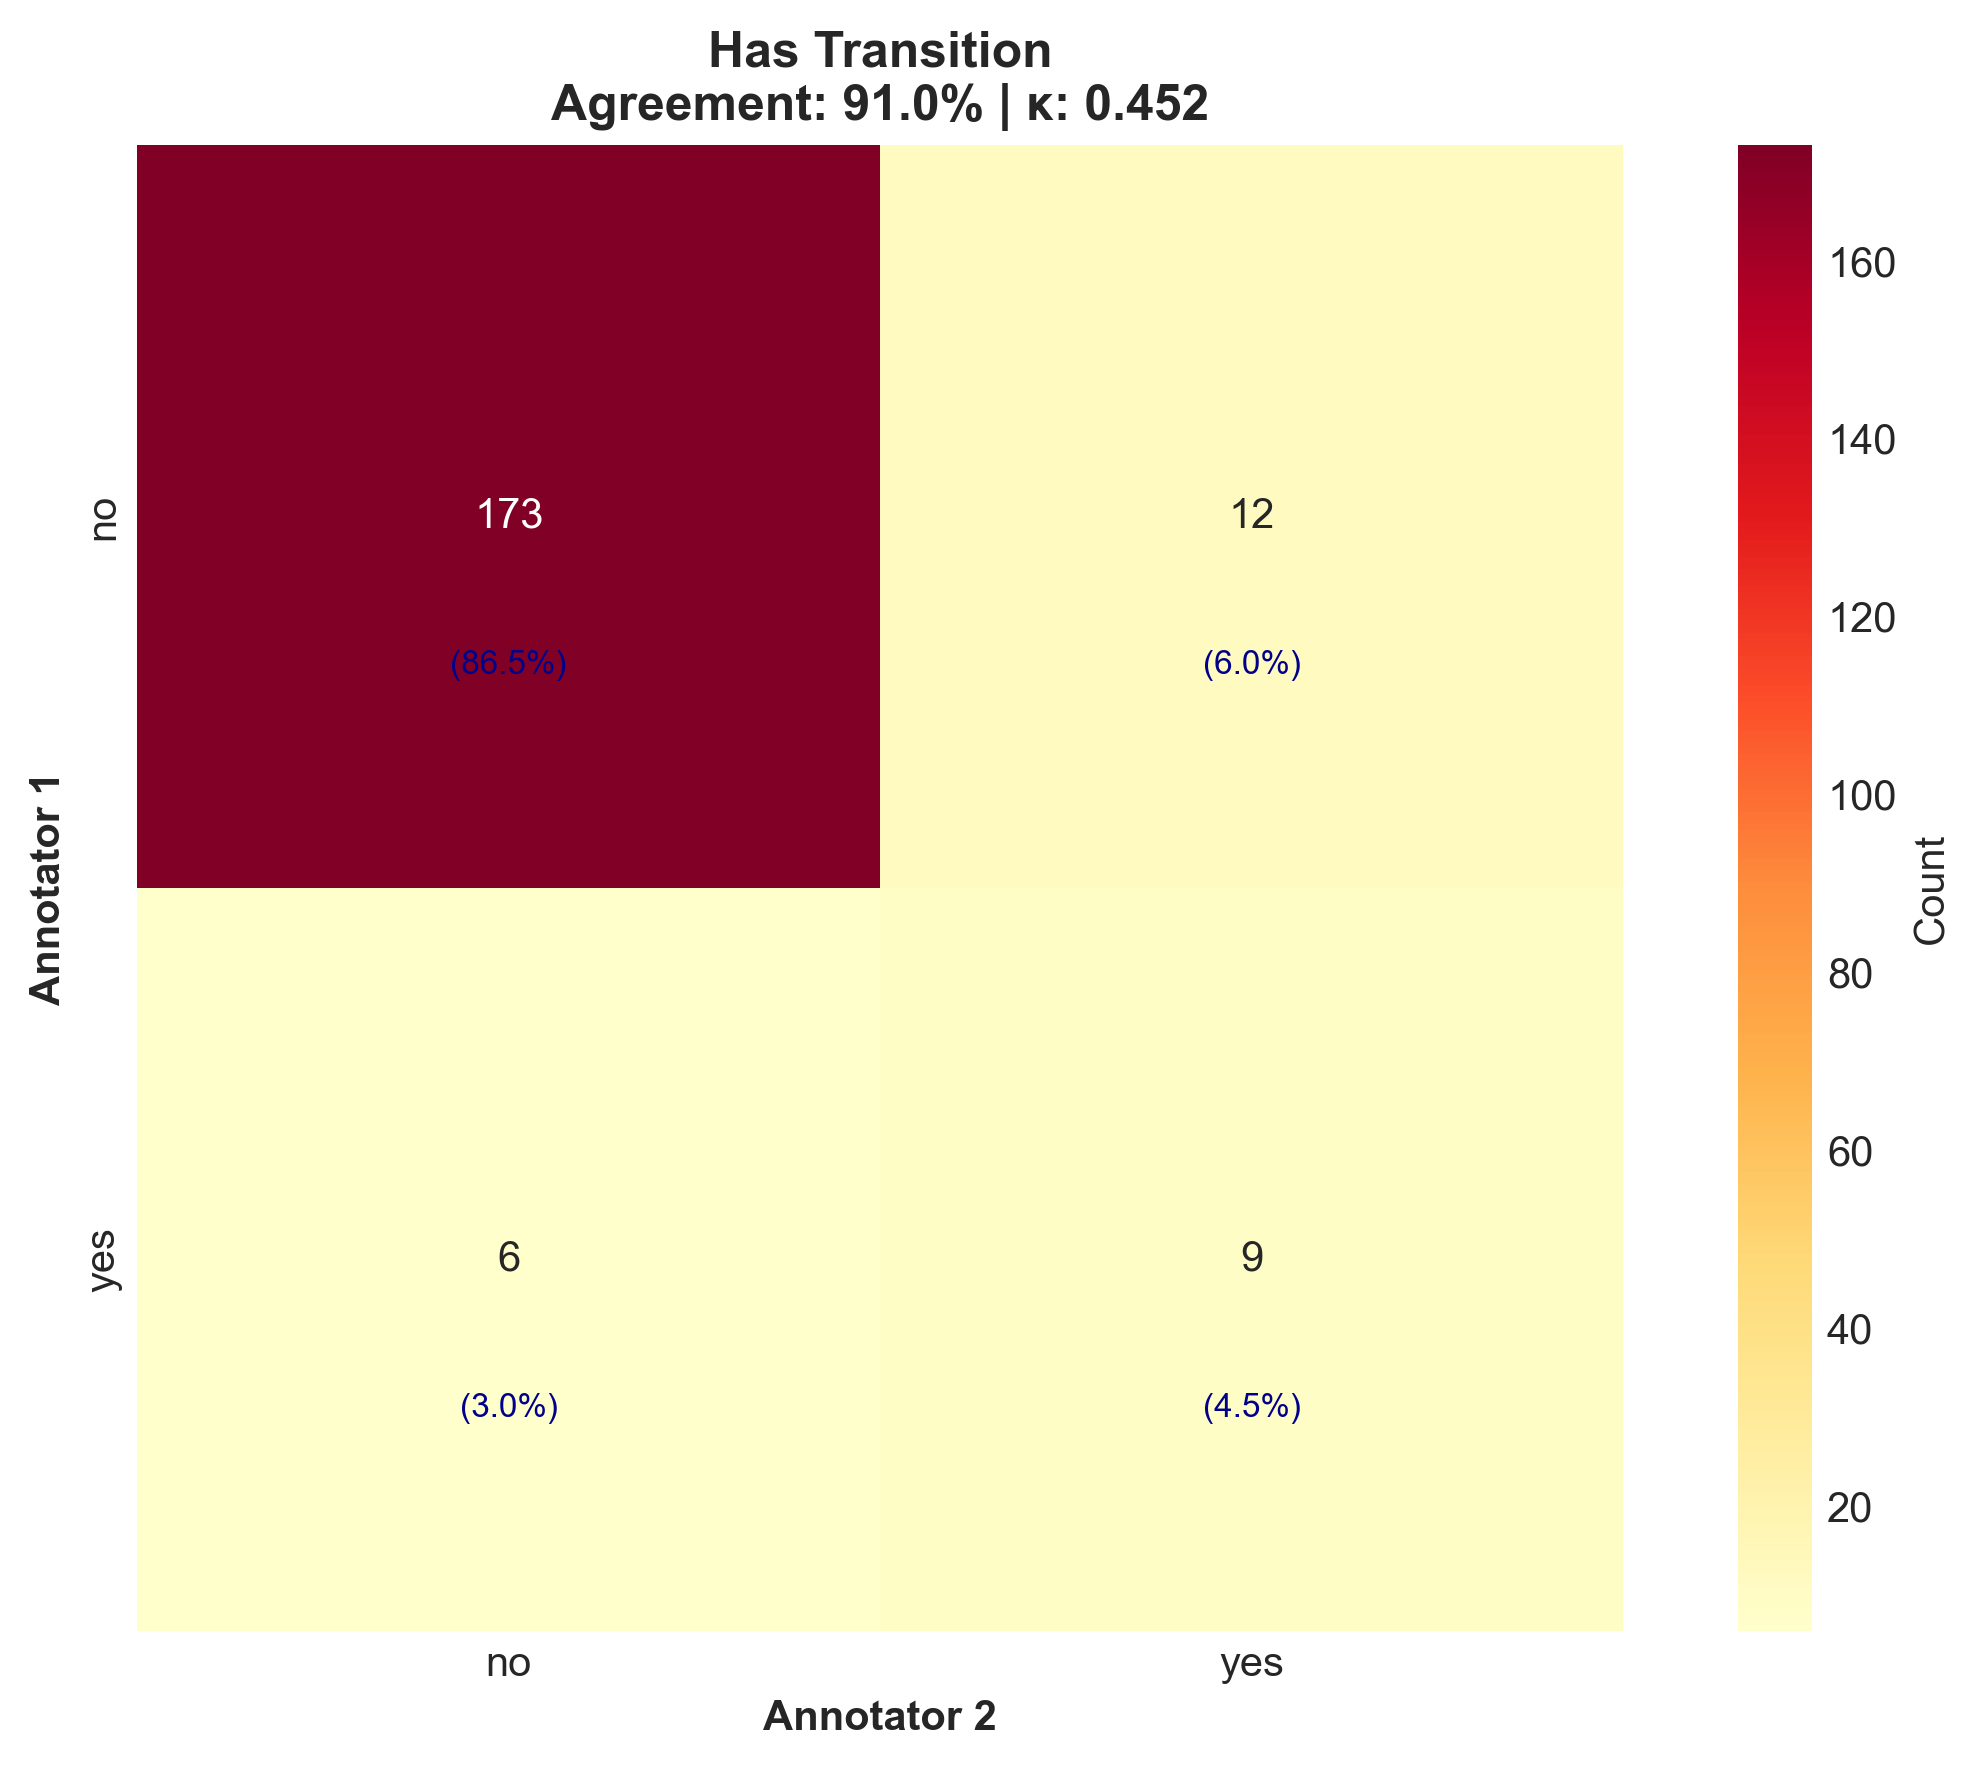 Has Transition
Agreement: 91.0% | κ: 0.452
Annotator 1
no
yes
173
(86.5%)
12
(6.0%)
6
(3.0%)
9
(4.5%)
no
yes
Annotator 2
160
140
120
100
80
60
40
20
Count